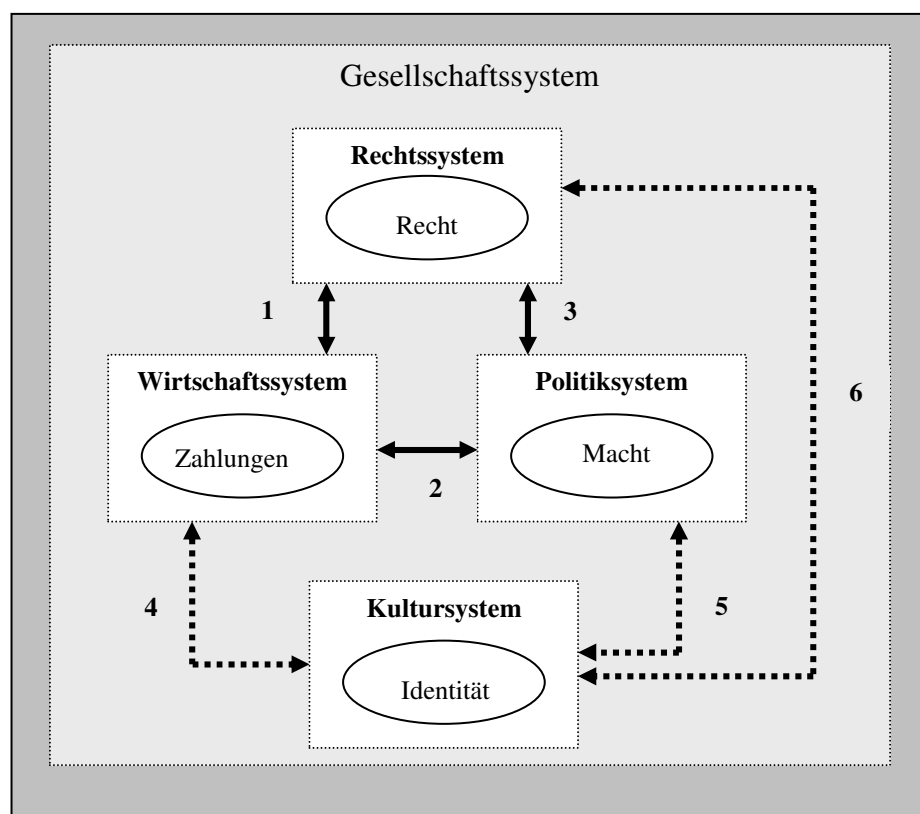 Gesellschaftssystem
Rechtssystem
Recht
1
3
Wirtschaftssystem
Politiksystem
6
Zahlungen
Macht
2
4
Kultursystem
5
Identität